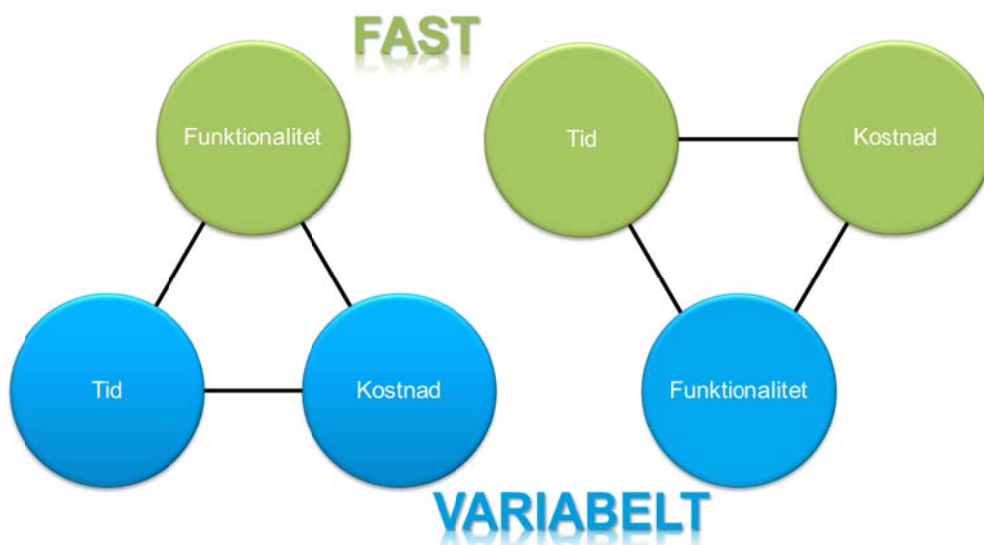 FAST
Funktionalitet
Tid
Kostnad
Tid
Kostnad
Funktionalitet
VARIABELT